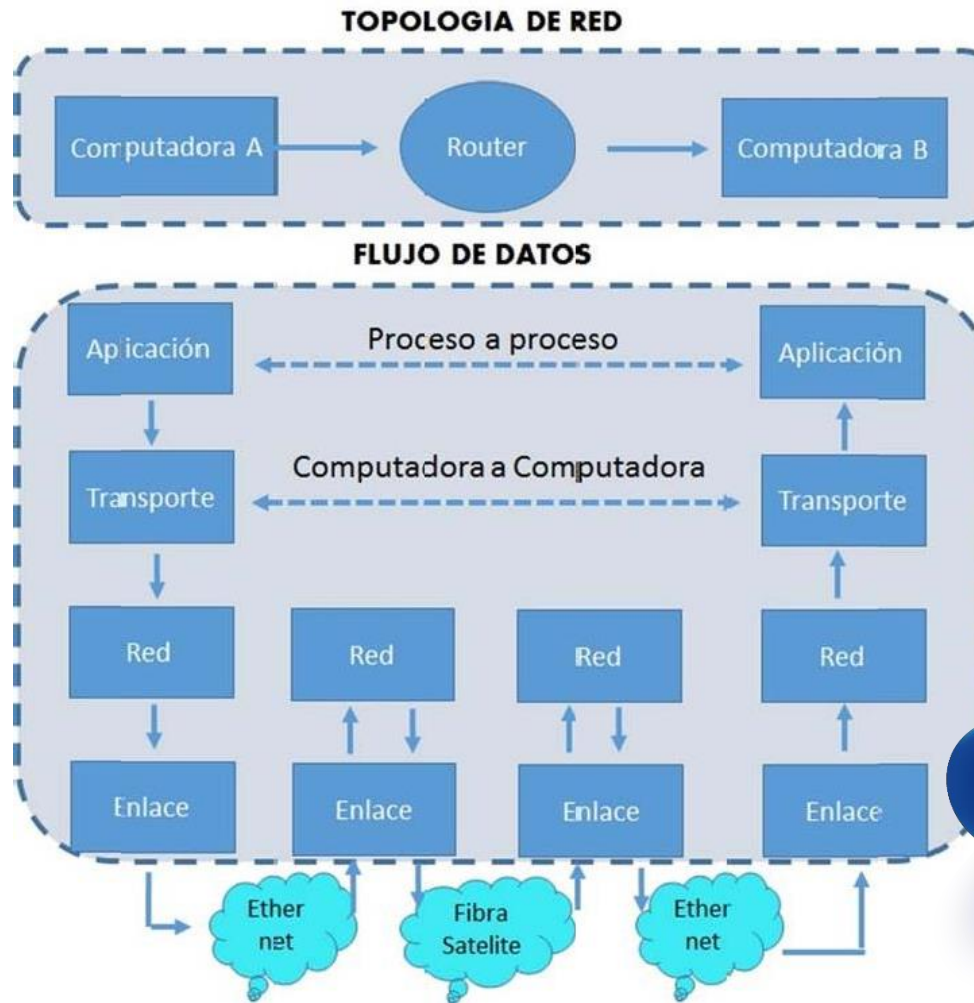 TOPOLOGIA DE RED
Computadora A
Router
Computadora B
FLUJO DE DATOS
Aplicación
Proceso a proceso
Aplicación
Transporte
Computadora a Computadora
Transporte
Red
Red
Red
Red
Enlace
Enlace
Enlace
Enlace
Ether
net
Fibra
Satelite
Ether
net